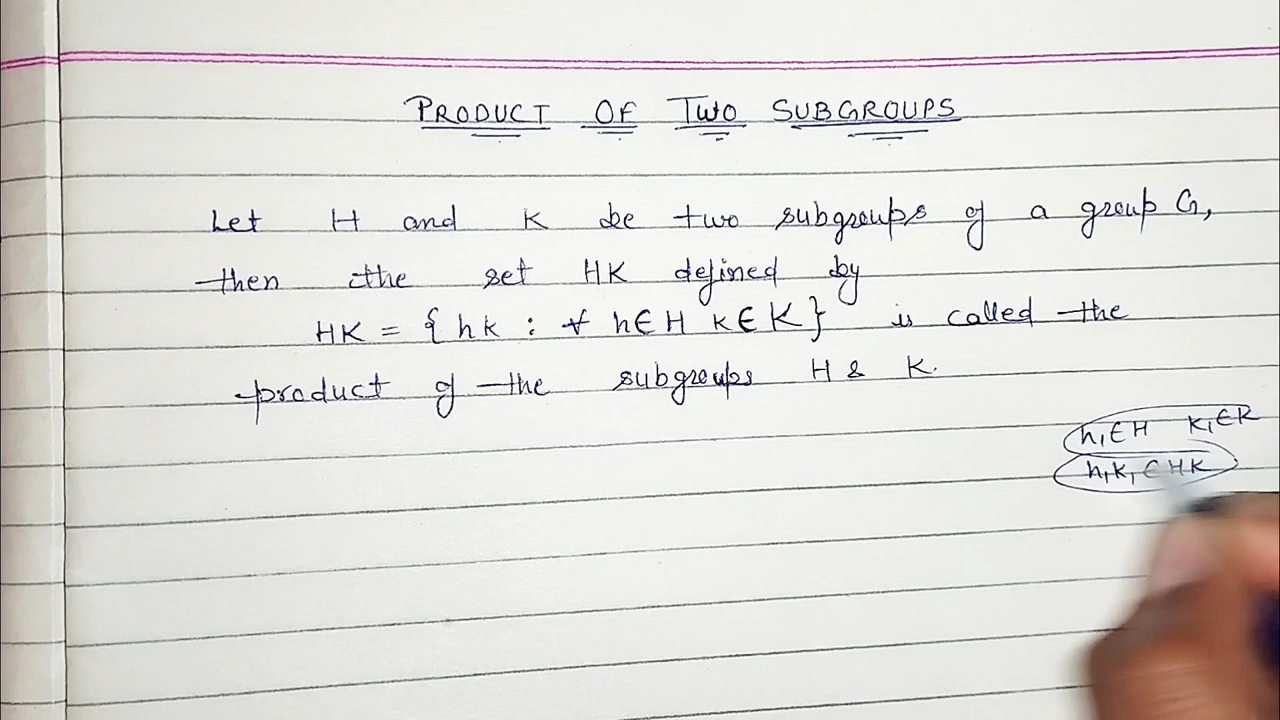 PRODUCT OF TWO SUBGROUPS
Let H and K be two subgroups of a group G,
then the set HK defined by
HK = { hk : ∀ h∈H k∈K } is called the
product of the subgroups H & K.
h₁∈H k₁∈K
h₁k₁∈HK